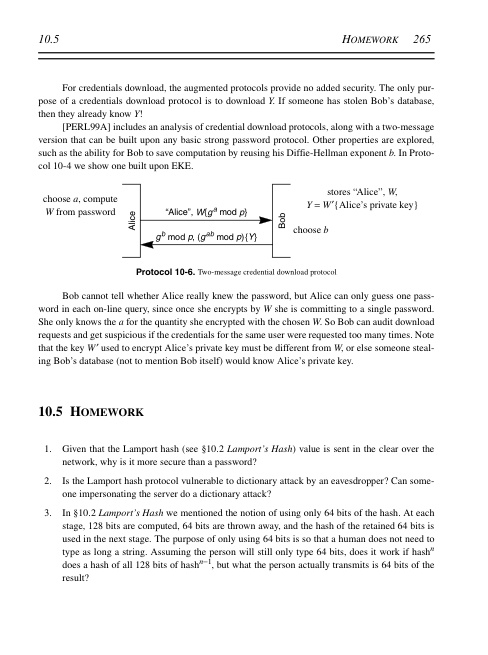 10.5 HOMEWORK 265
For credentials download, the augmented protocols provide no added security. The only pur-
pose of a credentials download protocol is to download Y. If someone has stolen Bob's database,
then they already know Y!
[PERL99A] includes an analysis of credential download protocols, along with a two-message
version that can be built upon any basic strong password protocol. Other properties are explored,
such as the ability for Bob to save computation by reusing his Diffie-Hellman exponent b. In Proto-
col 10-4 we show one built upon EKE.
choose a, compute
W from password
Alice
"Alice", W{gᵃ mod p}
gᵇ mod p, (gᵃᵇ mod p){Y}
Bob
stores "Alice", W,
Y = W′{Alice's private key}
choose b
Protocol 10-6. Two-message credential download protocol
Bob cannot tell whether Alice really knew the password, but Alice can only guess one pass-
word in each on-line query, since once she encrypts by W she is committing to a single password.
She only knows the a for the quantity she encrypted with the chosen W. So Bob can audit download
requests and get suspicious if the credentials for the same user were requested too many times. Note
that the key W′ used to encrypt Alice's private key must be different from W, or else someone steal-
ing Bob's database (not to mention Bob itself) would know Alice's private key.
10.5 HOMEWORK
1. Given that the Lamport hash (see §10.2 Lamport's Hash) value is sent in the clear over the
network, why is it more secure than a password?
2. Is the Lamport hash protocol vulnerable to dictionary attack by an eavesdropper? Can some-
one impersonating the server do a dictionary attack?
3. In §10.2 Lamport's Hash we mentioned the notion of using only 64 bits of the hash. At each
stage, 128 bits are computed, 64 bits are thrown away, and the hash of the retained 64 bits is
used in the next stage. The purpose of only using 64 bits is so that a human does not need to
type as long a string. Assuming the person will still only type 64 bits, does it work if hashⁿ
does a hash of all 128 bits of hashⁿ⁻¹, but what the person actually transmits is 64 bits of the
result?